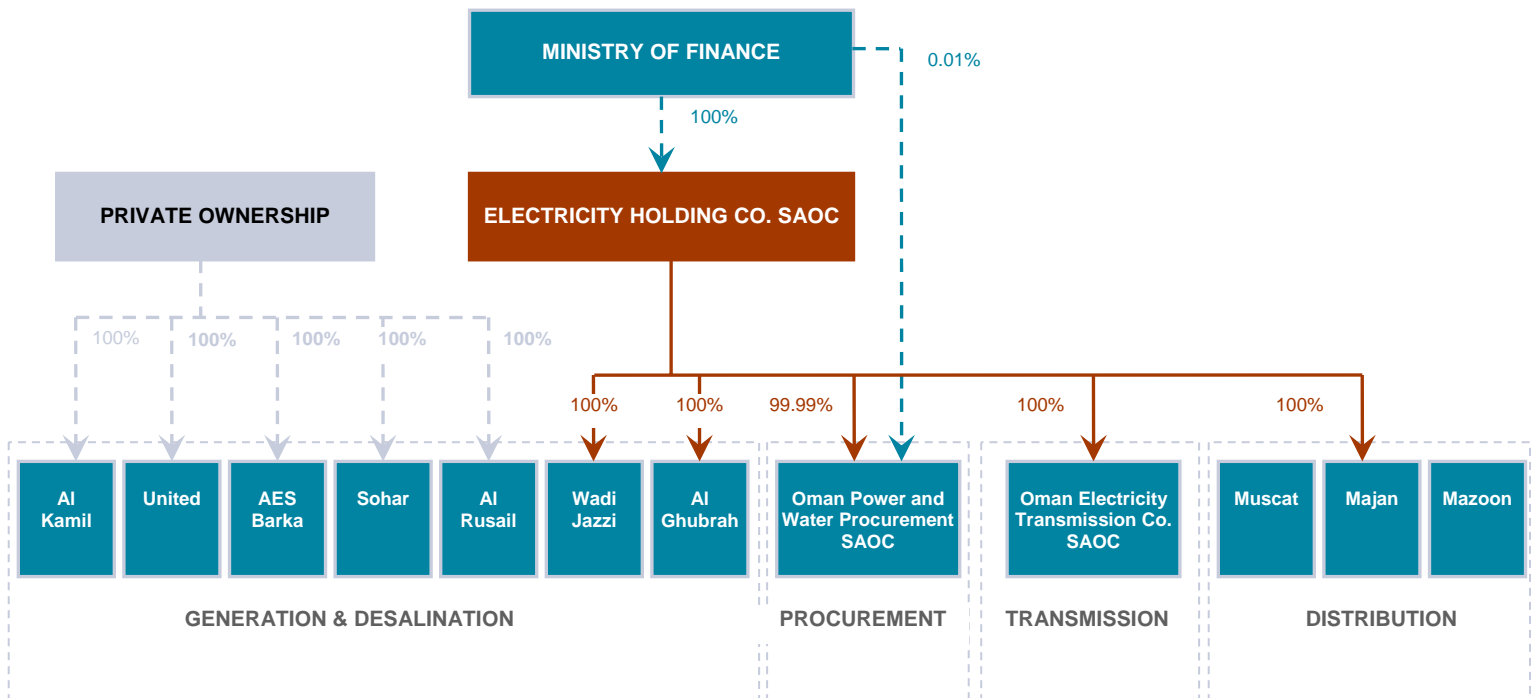 MINISTRY OF FINANCE
0.01%
100%
PRIVATE OWNERSHIP
ELECTRICITY HOLDING CO. SAOC
100%
100%
100%
100%
100%
100%
100%
99.99%
100%
100%
Al
Kamil
United
AES
Barka
Sohar
Al
Rusail
Wadi
Jazzi
Al
Ghubrah
Oman Power and
Water Procurement
SAOC
Oman Electricity
Transmission Co.
SAOC
Muscat
Majan
Mazoon
GENERATION & DESALINATION
PROCUREMENT
TRANSMISSION
DISTRIBUTION